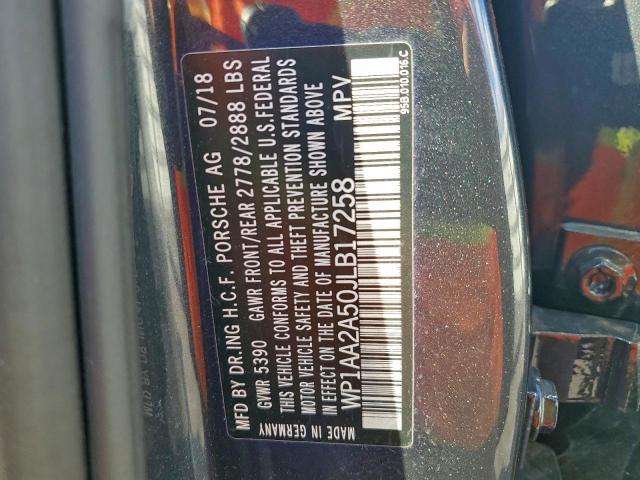 MFD BY DR.ING H.C.F. PORSCHE AG 07/18
GVWR 5390 GAWR FRONT/REAR 2778/2888 LBS
THIS VEHICLE CONFORMS TO ALL APPLICABLE U.S.FEDERAL
MOTOR VEHICLE SAFETY AND THEFT PREVENTION STANDARDS
IN EFFECT ON THE DATE OF MANUFACTURE SHOWN ABOVE
WP1AA2A50JLB17258 MPV
MADE IN GERMANY
95B.010.016.C